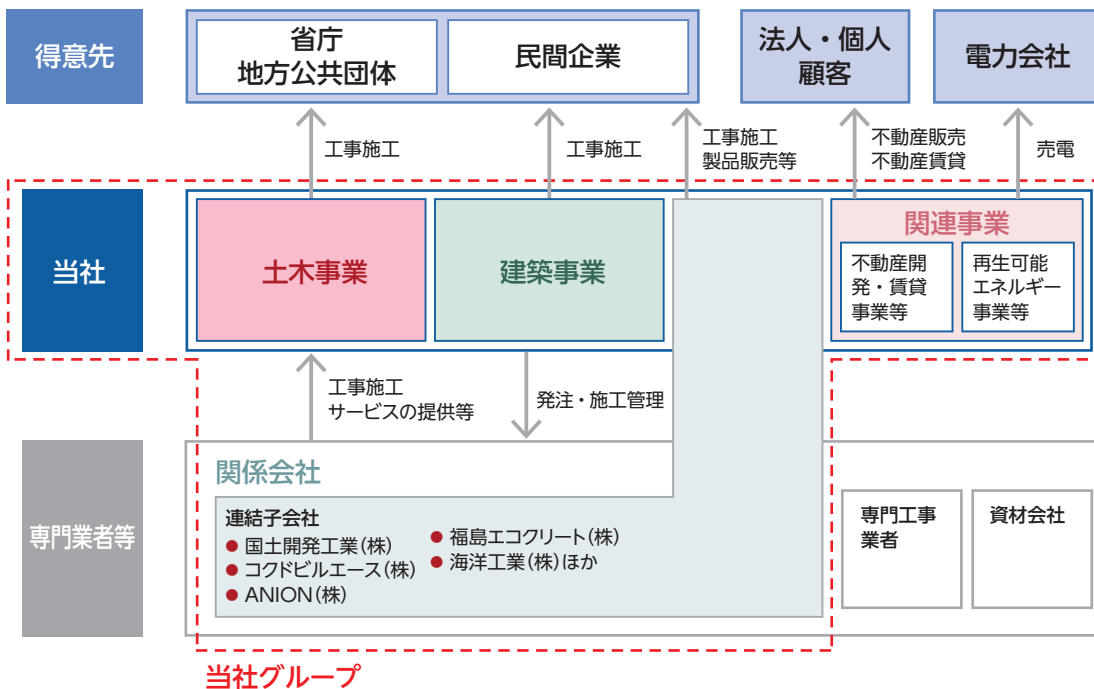 得意先
省庁
地方公共団体
民間企業
法人・個人
顧客
電力会社
工事施工
工事施工
工事施工
製品販売等
不動産販売
不動産賃貸
売電
当社
土木事業
建築事業
関連事業
不動産開
発・賃貸
事業等
再生可能
エネルギー
事業等
工事施工
サービスの提供等
発注・施工管理
専門業者等
関係会社
連結子会社
● 国土開発工業(株)
● コクドビルエース(株)
● ANION(株)
● 福島エコクリート(株)
● 海洋工業(株)ほか
専門工事
業者
資材会社
当社グループ